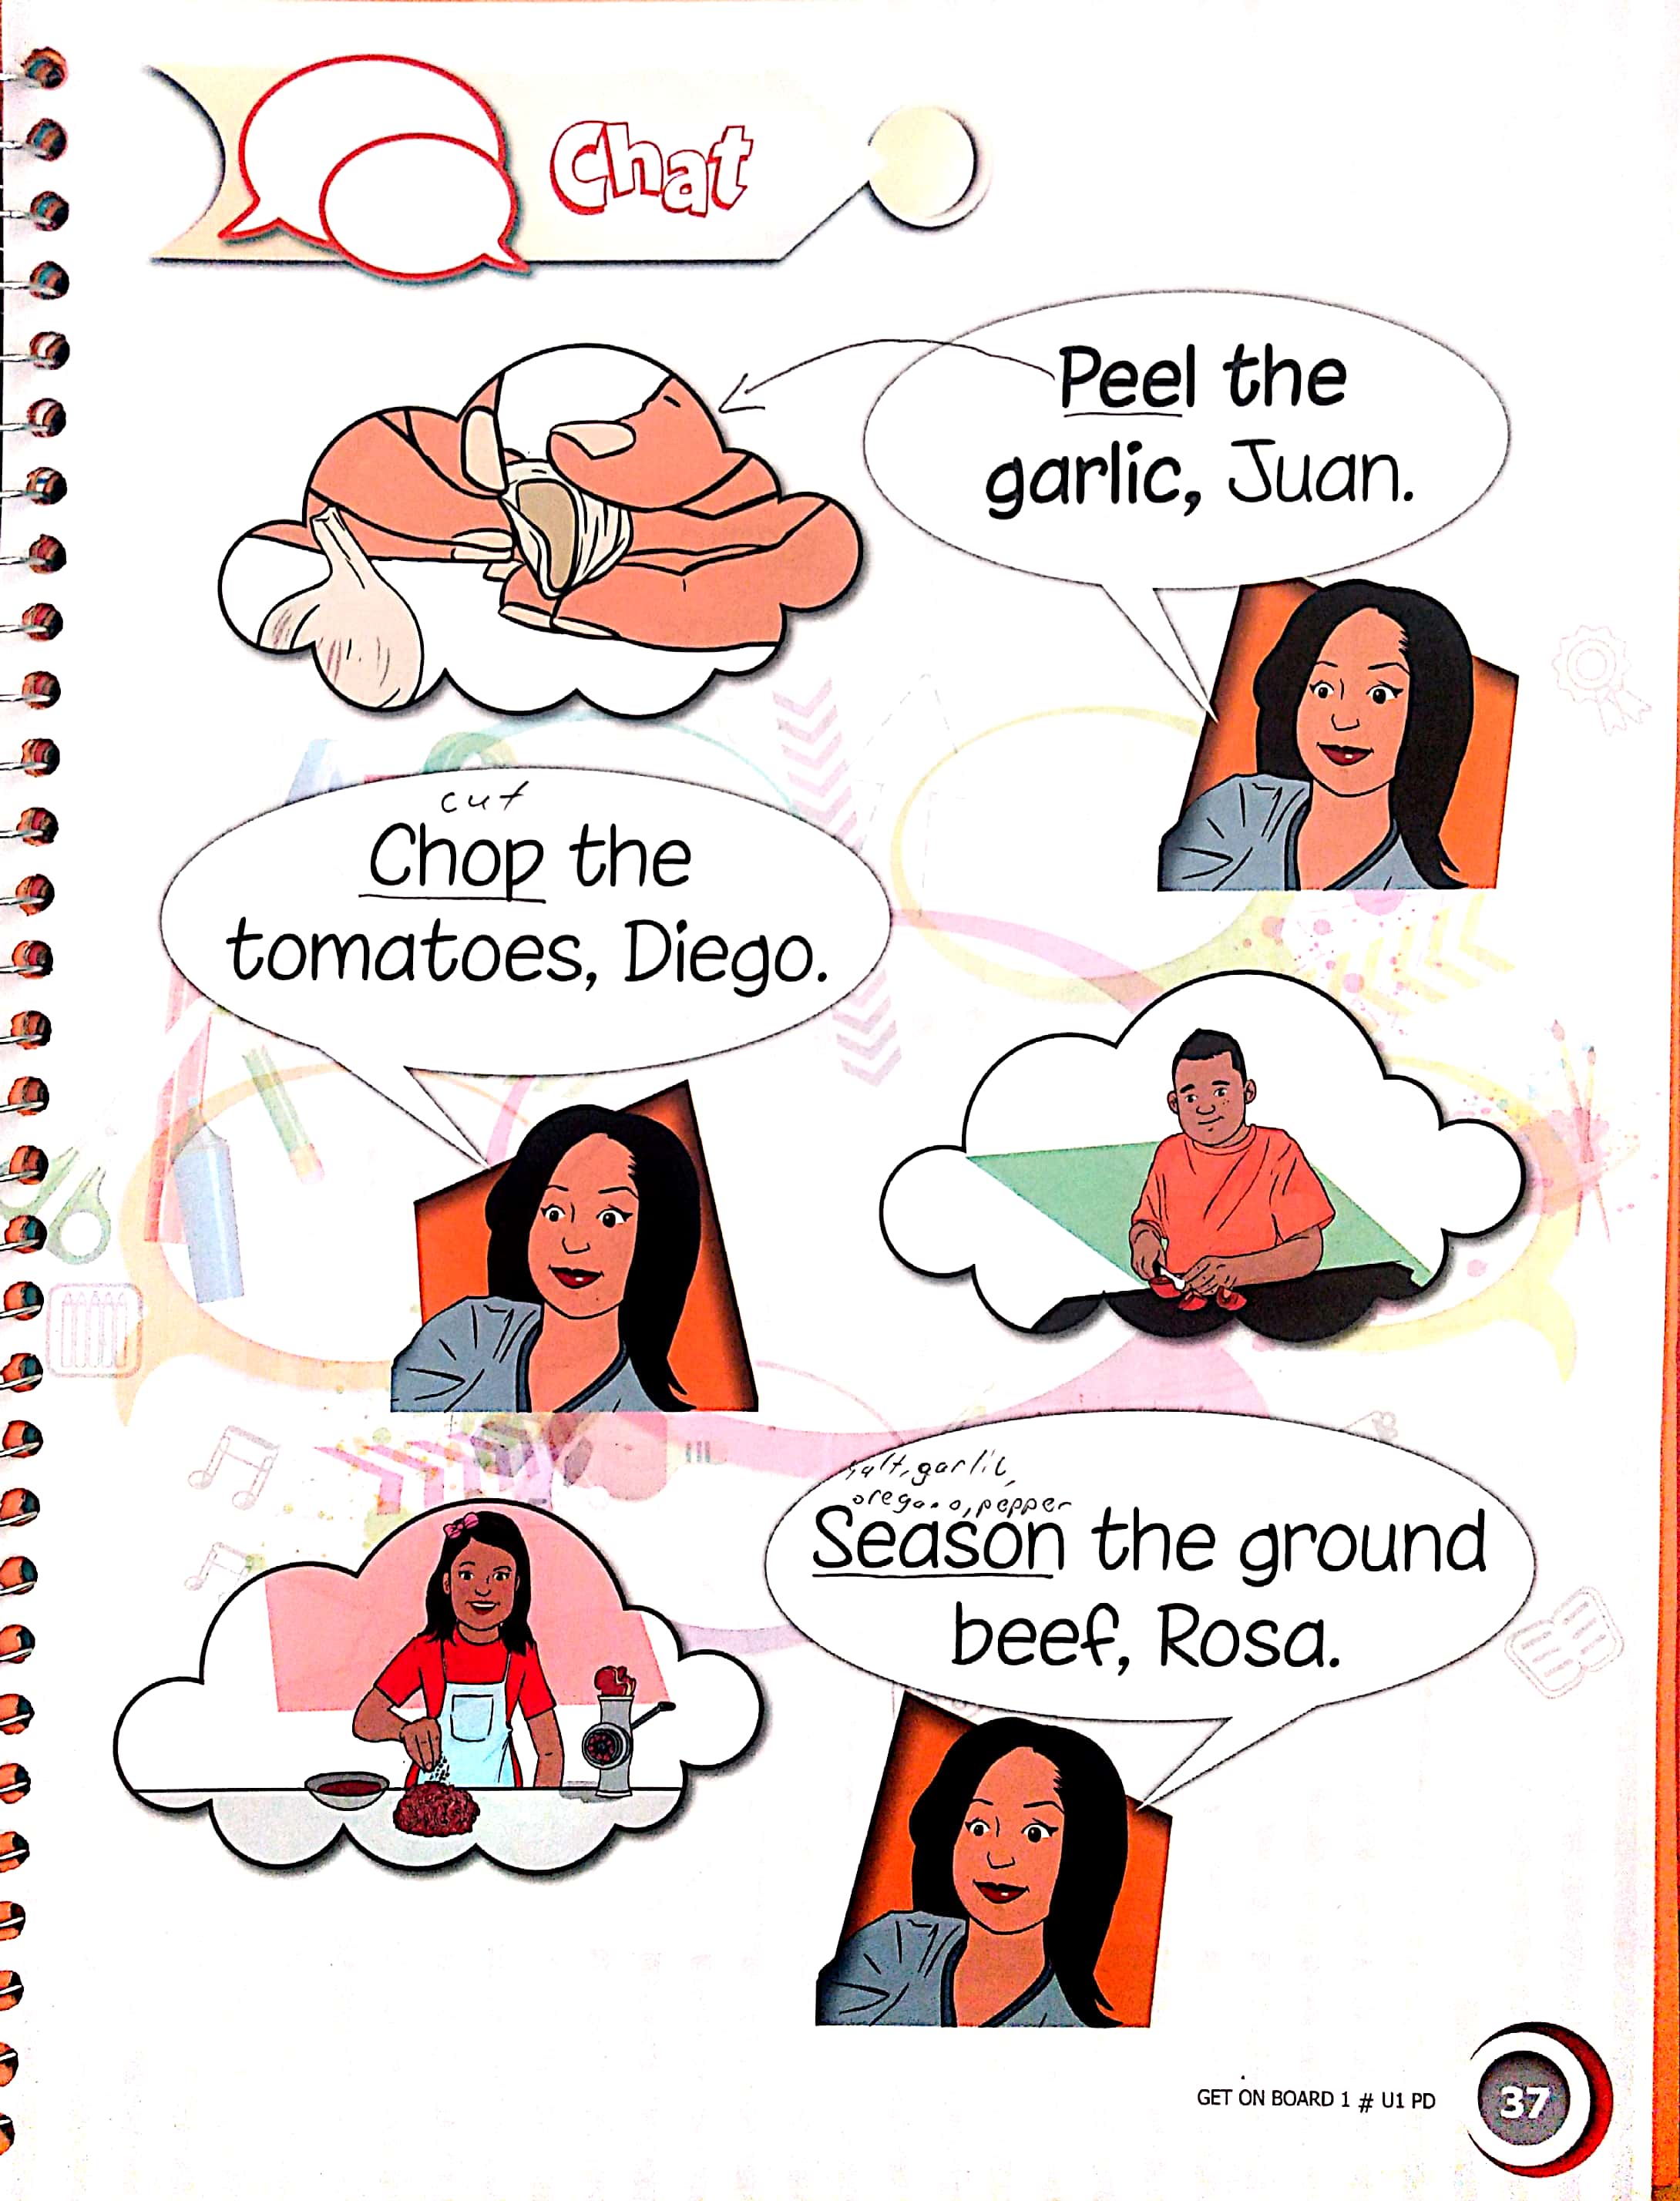 Chat
Peel the
garlic, Juan.
cut
Chop the
tomatoes, Diego.
salt, garlic,
oregano, pepper
Season the ground
beef, Rosa.
GET ON BOARD 1 # U1 PD
37